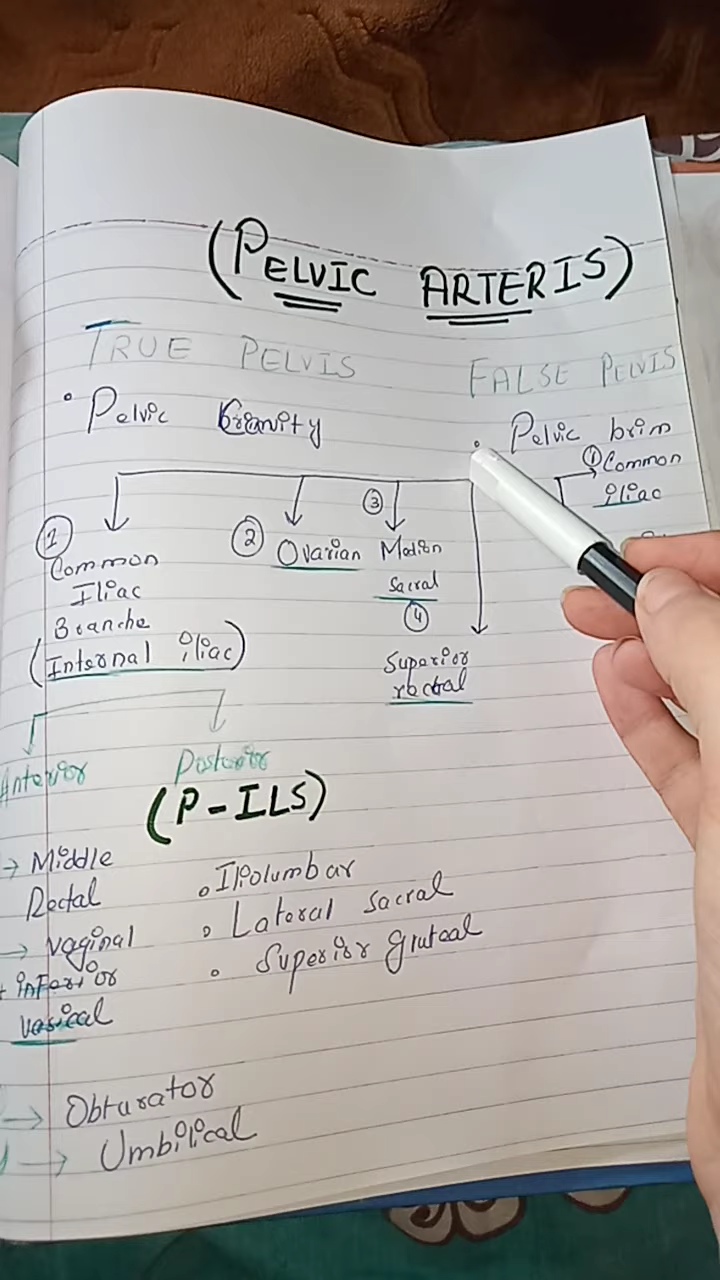 (PELVIC ARTERIS)
TRUE PELVIS
FALSE PELVIS
Pelvic
Pelvic brim
① Common
iliac
① Common
Iliac
Branche
(Internal iliac)
② Ovarian
③ Median
Sacral
④
Superior
rectal
Anterior
Posterior
(P-ILS)
→ Middle
Rectal
→ vaginal
inferior
vesical
→ Obturator
→ Umbilical
Iliolumbar
Lateral sacral
Superior gluteal